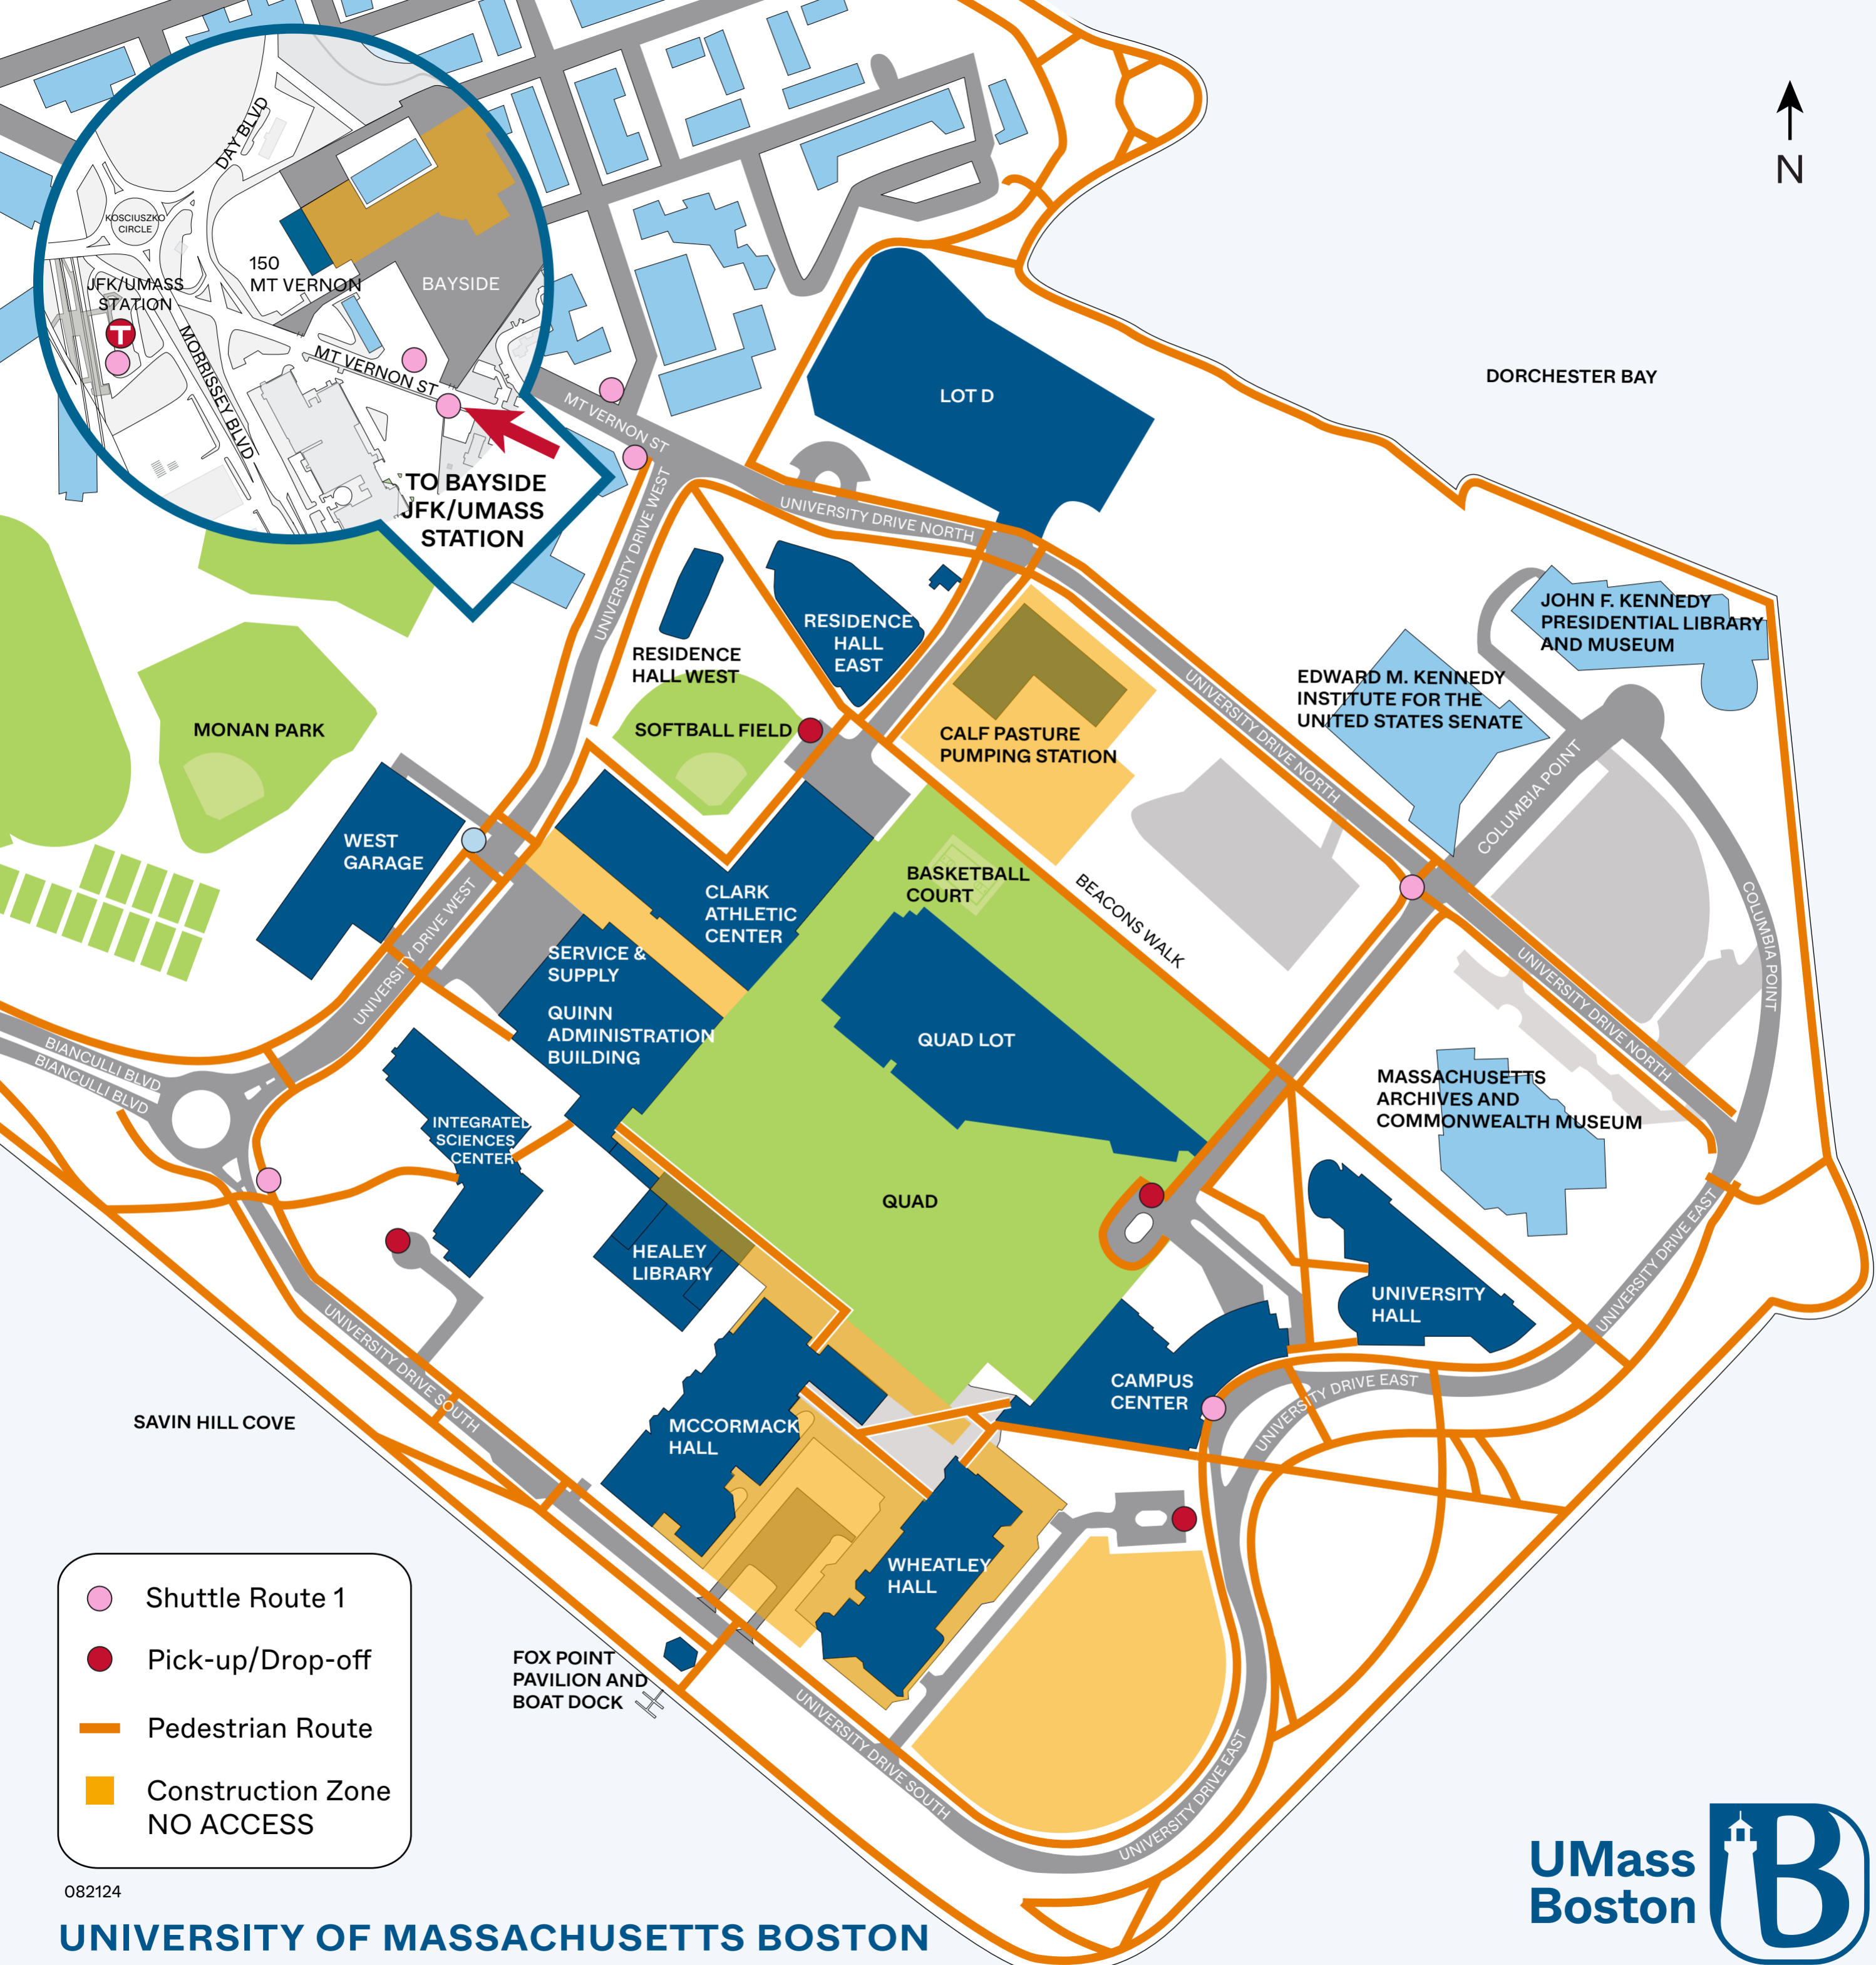 N
DAY BLVD
KOSCIUSZKO
CIRCLE
150
MT VERNON
JFK/UMASS
STATION
T
BAYSIDE
MORRISSEY BLVD
MT VERNON ST
TO BAYSIDE
JFK/UMASS
STATION
MT VERNON ST
LOT D
DORCHESTER BAY
UNIVERSITY DRIVE WEST
UNIVERSITY DRIVE NORTH
RESIDENCE
HALL
EAST
RESIDENCE
HALL WEST
SOFTBALL FIELD
MONAN PARK
CALF PASTURE
PUMPING STATION
UNIVERSITY DRIVE NORTH
JOHN F. KENNEDY
PRESIDENTIAL LIBRARY
AND MUSEUM
EDWARD M. KENNEDY
INSTITUTE FOR THE
UNITED STATES SENATE
COLUMBIA POINT
COLUMBIA POINT
WEST
GARAGE
UNIVERSITY DRIVE WEST
CLARK
ATHLETIC
CENTER
BASKETBALL
COURT
BEACONS WALK
SERVICE &
SUPPLY
QUINN
ADMINISTRATION
BUILDING
QUAD LOT
UNIVERSITY DRIVE NORTH
BIANCULLI BLVD
BIANCULLI BLVD
INTEGRATED
SCIENCES
CENTER
MASSACHUSETTS
ARCHIVES AND
COMMONWEALTH MUSEUM
QUAD
HEALEY
LIBRARY
UNIVERSITY
HALL
UNIVERSITY DRIVE EAST
UNIVERSITY DRIVE SOUTH
CAMPUS
CENTER
UNIVERSITY DRIVE EAST
SAVIN HILL COVE
MCCORMACK
HALL
WHEATLEY
HALL
FOX POINT
PAVILION AND
BOAT DOCK
UNIVERSITY DRIVE SOUTH
UNIVERSITY DRIVE EAST
Shuttle Route 1
Pick-up/Drop-off
Pedestrian Route
Construction Zone
NO ACCESS
082124
UNIVERSITY OF MASSACHUSETTS BOSTON
UMass
Boston
B